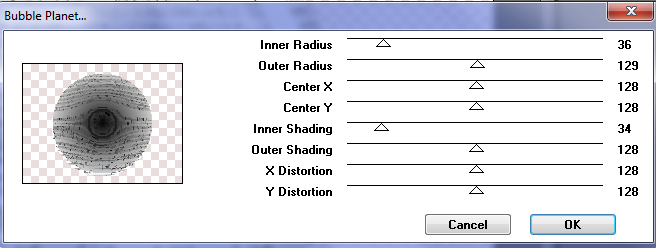 Bubble Planet...
Inner Radius 36
Outer Radius 129
Center X 128
Center Y 128
Inner Shading 34
Outer Shading 128
X Distortion 128
Y Distortion 128
Cancel OK